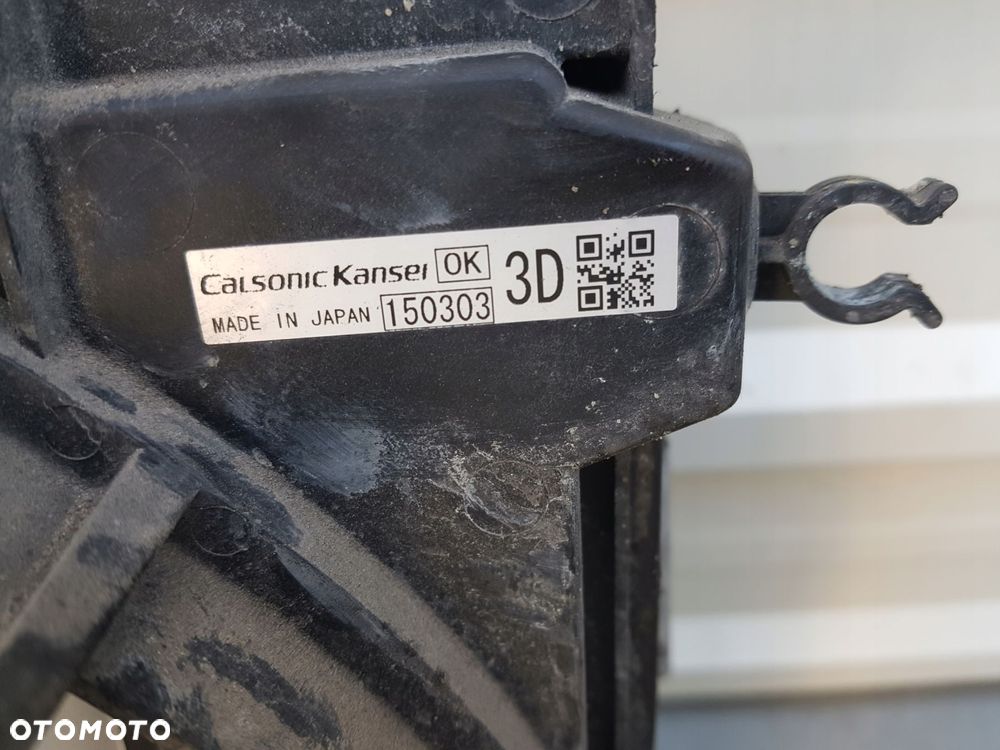 CALSONIC KANSEI OK 3D
MADE IN JAPAN 150303
OTOMOTO